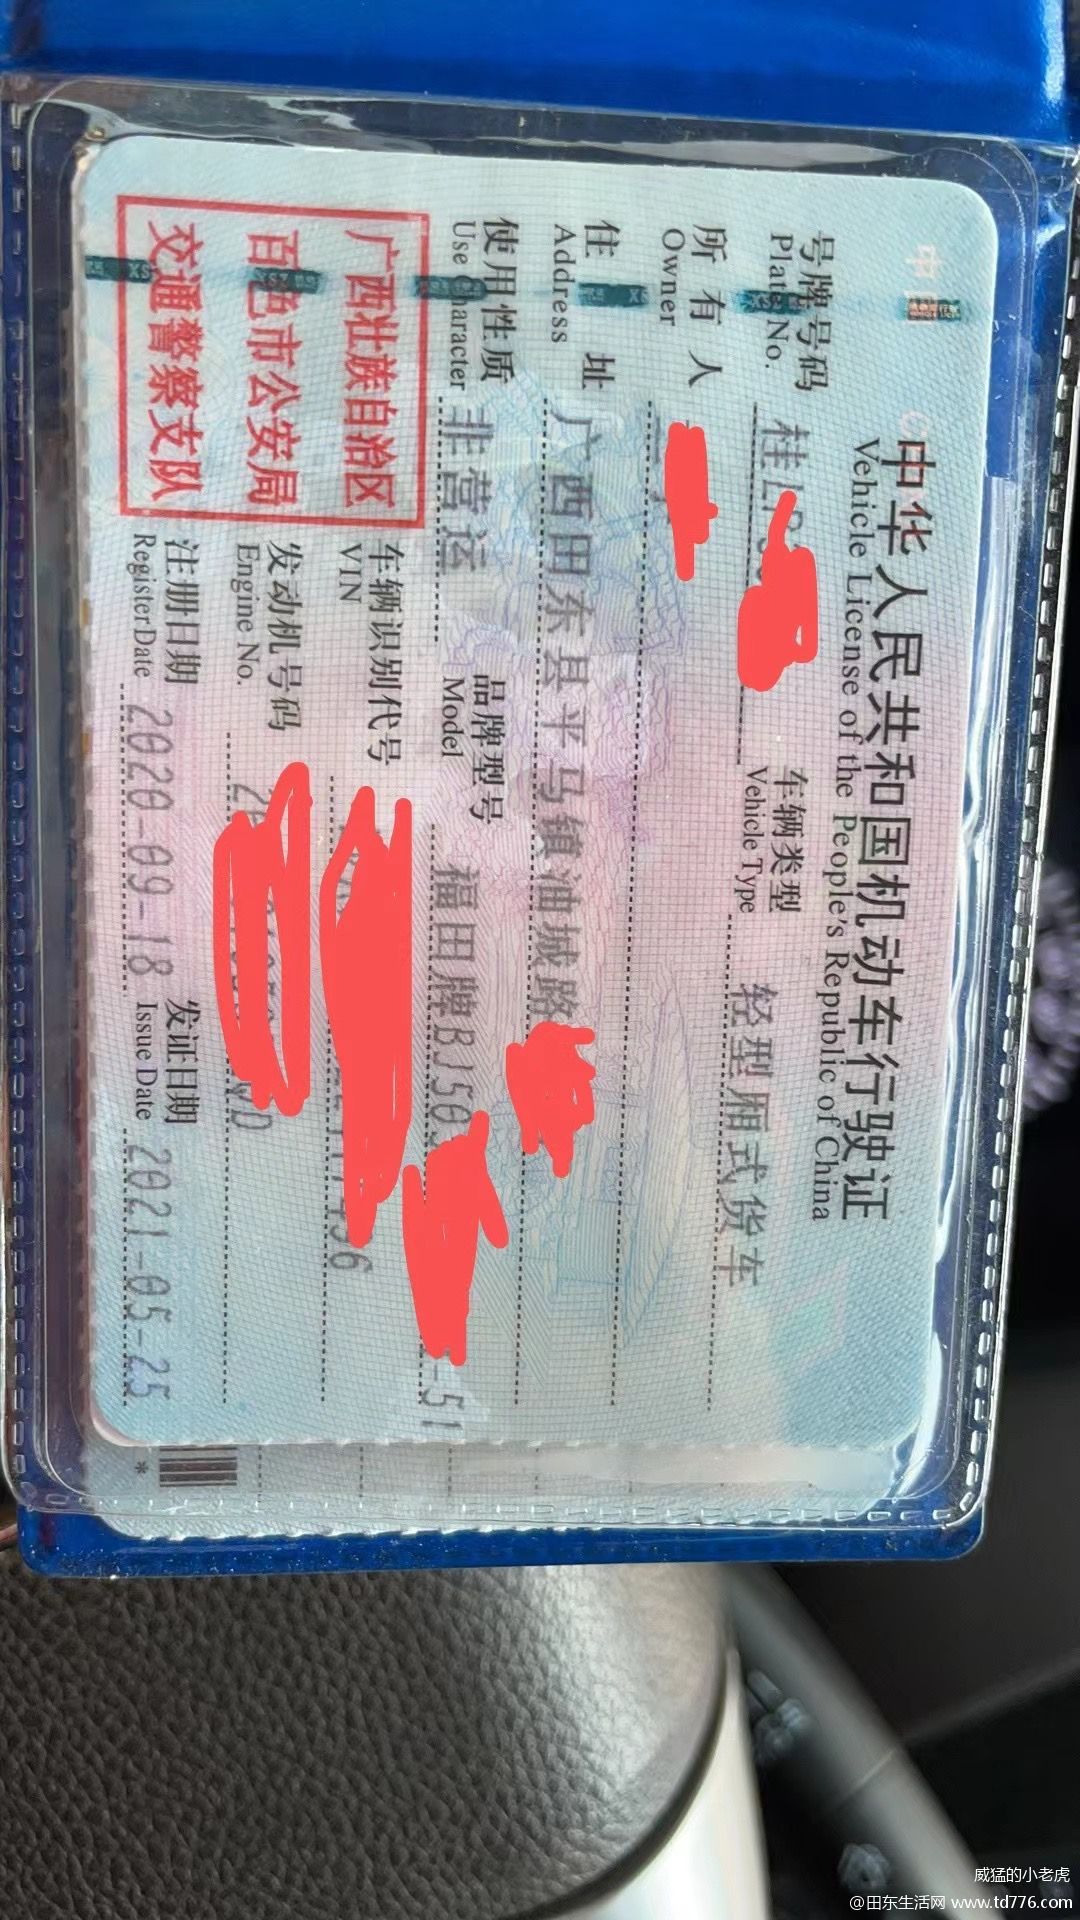 中华人民共和国机动车行驶证
Vehicle License of the People's Republic of China
号牌号码 桂L 车辆类型 轻型厢式货车
Plate No. Vehicle Type
所有人
Owner
住址 广西田东县平马镇油城路
Address
使用性质 非营运 品牌型号 福田牌BJ50 -51
Use Character Model
广西壮族自治区
百色市公安局
交通警察支队
车辆识别代号
VIN
发动机号码
Engine No.
注册日期 2020-09-18 发证日期 2021-05-25
Register Date Issue Date
*
威猛的小老虎
@田东生活网 www.td776.com